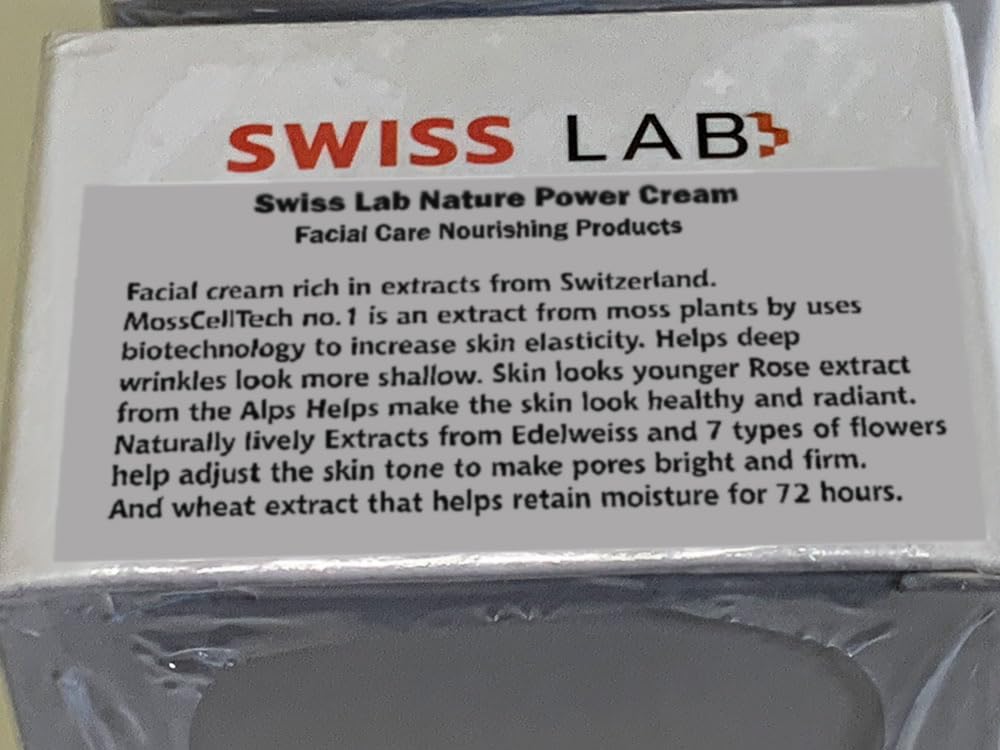 SWISS LAB
Swiss Lab Nature Power Cream
Facial Care Nourishing Products
Facial cream rich in extracts from Switzerland.
MossCellTech no.1 is an extract from moss plants by uses
biotechnology to increase skin elasticity. Helps deep
wrinkles look more shallow. Skin looks younger Rose extract
from the Alps Helps make the skin look healthy and radiant.
Naturally lively Extracts from Edelweiss and 7 types of flowers
help adjust the skin tone to make pores bright and firm.
And wheat extract that helps retain moisture for 72 hours.